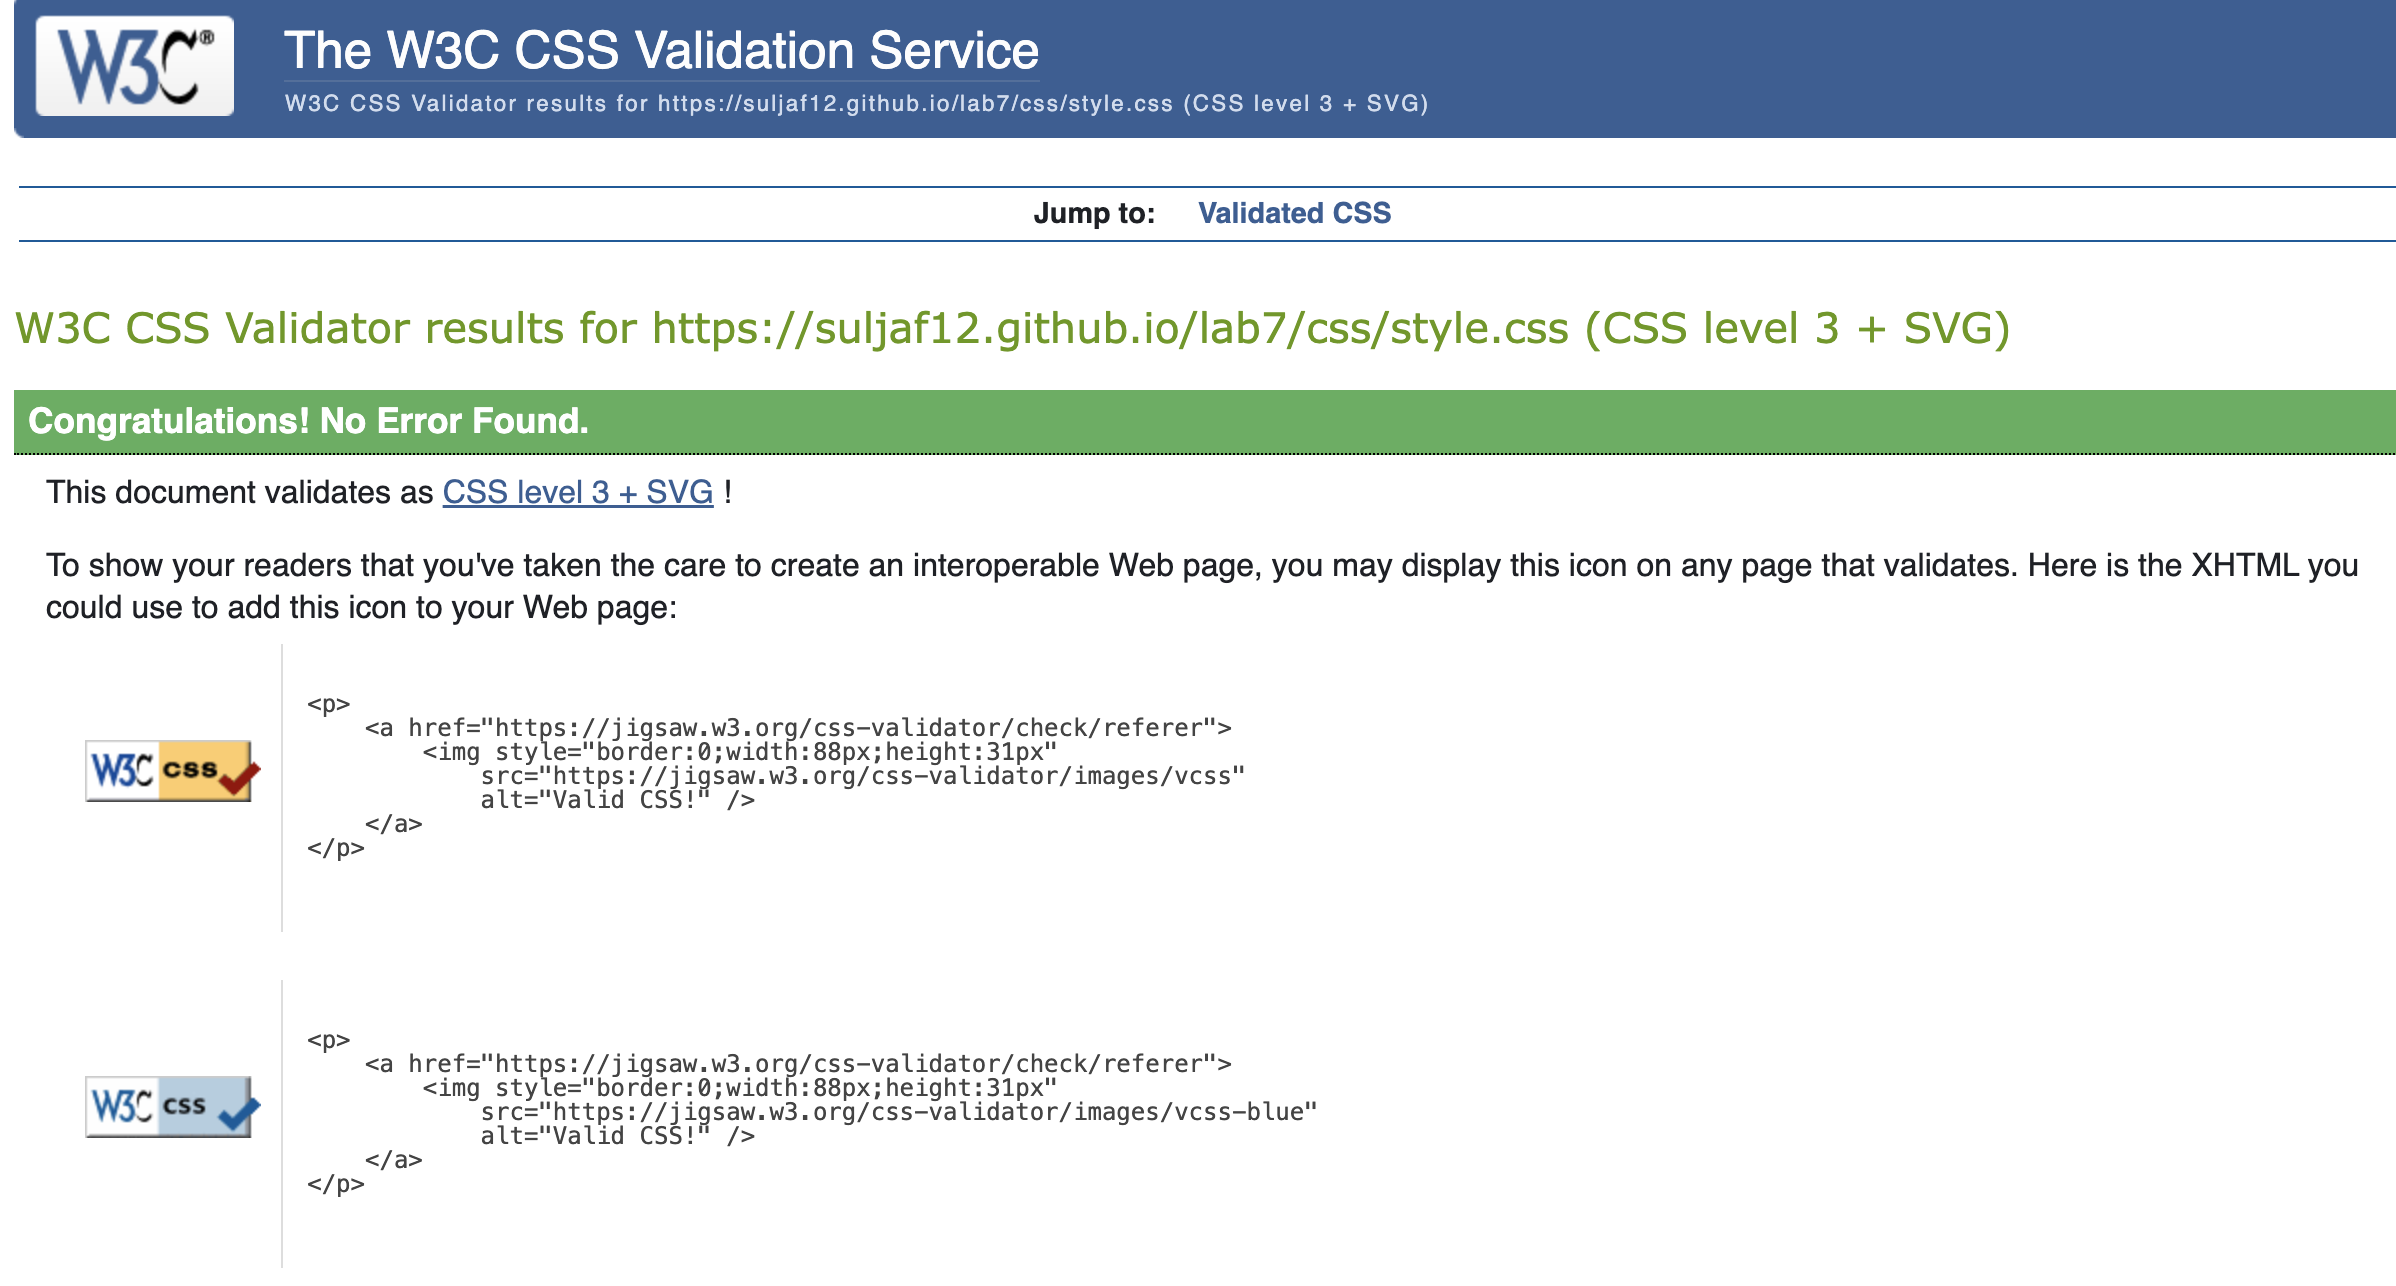 W3C®
The W3C CSS Validation Service
W3C CSS Validator results for https://suljaf12.github.io/lab7/css/style.css (CSS level 3 + SVG)
Jump to: Validated CSS
W3C CSS Validator results for https://suljaf12.github.io/lab7/css/style.css (CSS level 3 + SVG)
Congratulations! No Error Found.
This document validates as CSS level 3 + SVG !
To show your readers that you've taken the care to create an interoperable Web page, you may display this icon on any page that validates. Here is the XHTML you
could use to add this icon to your Web page:
W3C css
<p>
    <a href="https://jigsaw.w3.org/css-validator/check/referer">
        <img style="border:0;width:88px;height:31px"
            src="https://jigsaw.w3.org/css-validator/images/vcss"
            alt="Valid CSS!" />
    </a>
</p>
W3C css
<p>
    <a href="https://jigsaw.w3.org/css-validator/check/referer">
        <img style="border:0;width:88px;height:31px"
            src="https://jigsaw.w3.org/css-validator/images/vcss-blue"
            alt="Valid CSS!" />
    </a>
</p>